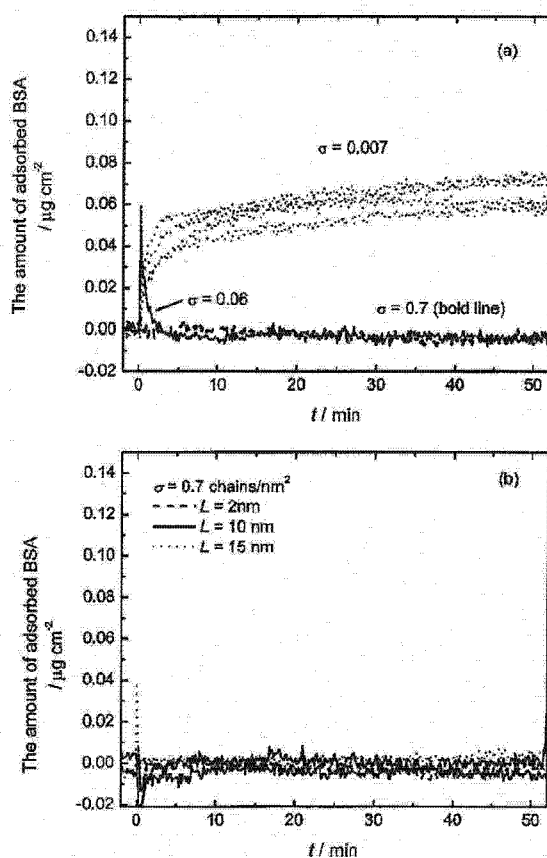 0.14
(a)
0.12
0.10
σ = 0.007
0.08
0.06
0.04
σ = 0.06
0.02
σ = 0.7 (bold line)
0.00
-0.02
0 10 20 30 40 50
t / min
The amount of adsorbed BSA
/ μg cm⁻²
0.14
(b)
σ = 0.7 chains/nm²
0.12
L = 2nm
L = 10 nm
0.10
L = 15 nm
0.08
0.06
0.04
0.02
0.00
-0.02
0 10 20 30 40 50
t / min
The amount of adsorbed BSA
/ μg cm⁻²